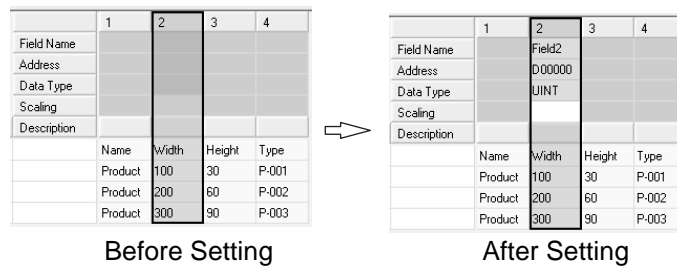 1 2 3 4
Field Name
Address
Data Type
Scaling
Description
Name Width Height Type
Product 100 30 P-001
Product 200 60 P-002
Product 300 90 P-003
Before Setting
1 2 3 4
Field Name Field2
Address D00000
Data Type UINT
Scaling
Description
Name Width Height Type
Product 100 30 P-001
Product 200 60 P-002
Product 300 90 P-003
After Setting